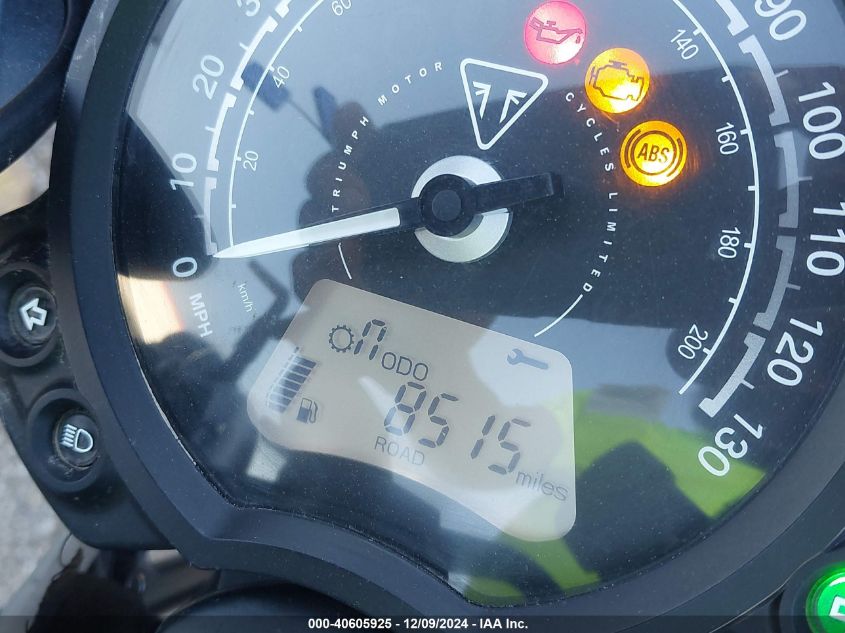 0
10
20
30
90
100
110
120
130
MPH
km/h
20
40
60
140
160
180
200
TRIUMPH MOTOR
CYCLES LIMITED
ABS
n
ODO
8515
miles
ROAD
000-40605925 - 12/09/2024 - IAA, Inc.